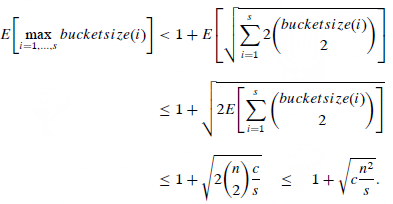 E[ max_{i=1,...,s} bucketsize(i) ] < 1 + E[ √( ∑_{i=1}^{s} 2 (bucketsize(i) \choose 2) ) ]
≤ 1 + √( 2E[ ∑_{i=1}^{s} (bucketsize(i) \choose 2) ] )
≤ 1 + √( 2 (n \choose 2) c/s ) ≤ 1 + √( c n²/s ).